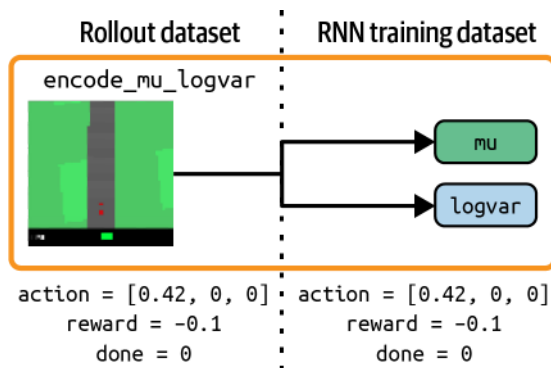 Rollout dataset
RNN training dataset
encode_mu_logvar
mu
logvar
action = [0.42, 0, 0]
reward = −0.1
done = 0
action = [0.42, 0, 0]
reward = −0.1
done = 0